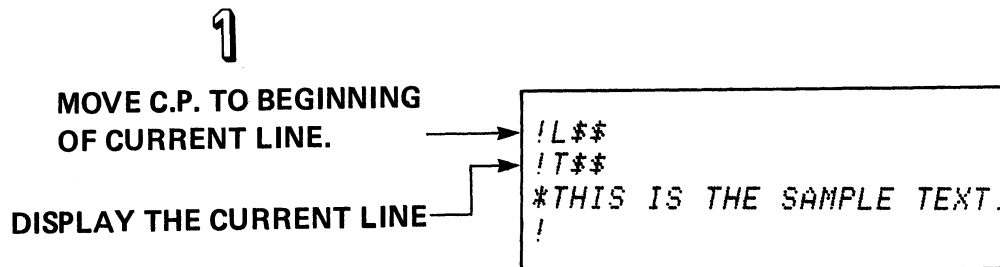 1
MOVE C.P. TO BEGINNING
OF CURRENT LINE.
DISPLAY THE CURRENT LINE
!L$$
!T$$
*THIS IS THE SAMPLE TEXT.
!